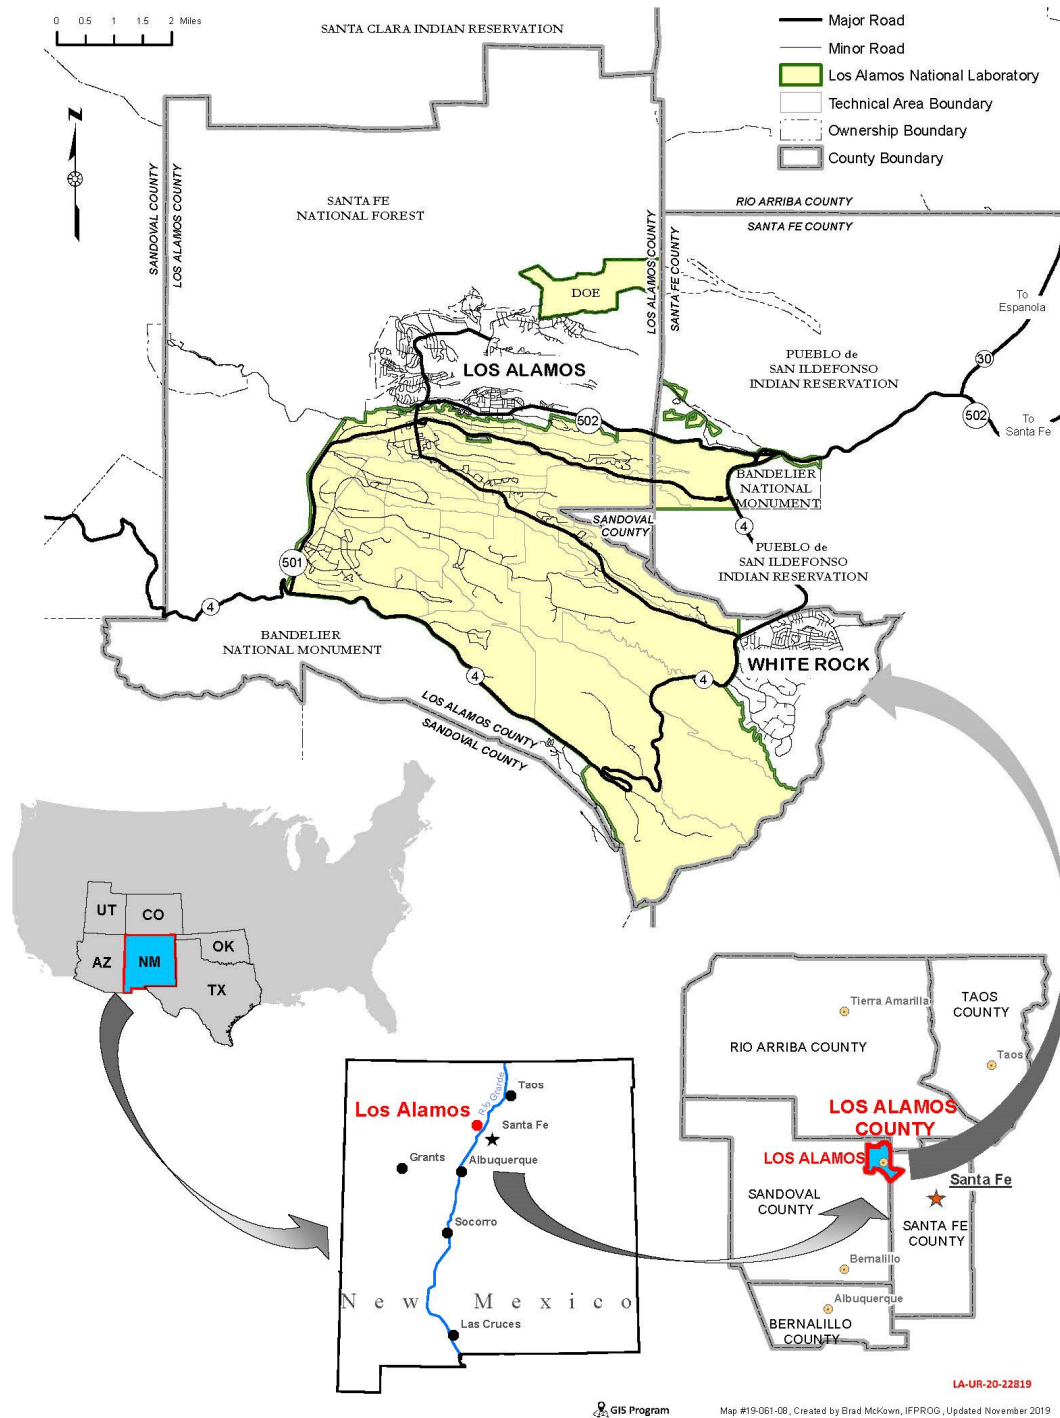 0 0.5 1 1.5 2 Miles
SANTA CLARA INDIAN RESERVATION
Major Road
Minor Road
Los Alamos National Laboratory
Technical Area Boundary
Ownership Boundary
County Boundary
N
SANDOVAL COUNTY
LOS ALAMOS COUNTY
SANTA FE
NATIONAL FOREST
RIO ARRIBA COUNTY
SANTA FE COUNTY
LOS ALAMOS COUNTY
SANTA FE COUNTY
DOE
To
Espanola
LOS ALAMOS
PUEBLO de
SAN ILDEFONSO
INDIAN RESERVATION
30
502
502
To
Santa Fe
BANDELIER
NATIONAL
MONUMENT
SANDOVAL
COUNTY
4
501
PUEBLO de
SAN ILDEFONSO
INDIAN RESERVATION
4
BANDELIER
NATIONAL MONUMENT
WHITE ROCK
4
4
LOS ALAMOS COUNTY
SANDOVAL COUNTY
UT
CO
AZ
NM
OK
TX
Tierra Amarilla
TAOS
COUNTY
RIO ARRIBA COUNTY
Taos
LOS ALAMOS
COUNTY
LOS ALAMOS
Santa Fe
SANDOVAL
COUNTY
SANTA FE
COUNTY
Bernalillo
Albuquerque
BERNALILLO
COUNTY
Rio Grande
Taos
Los Alamos
Santa Fe
Grants
Albuquerque
Socorro
New Mexico
Las Cruces
LA-UR-20-22819
GIS Program
Map #19-061-08, Created by Brad McKown, IFPROG, Updated November 2019